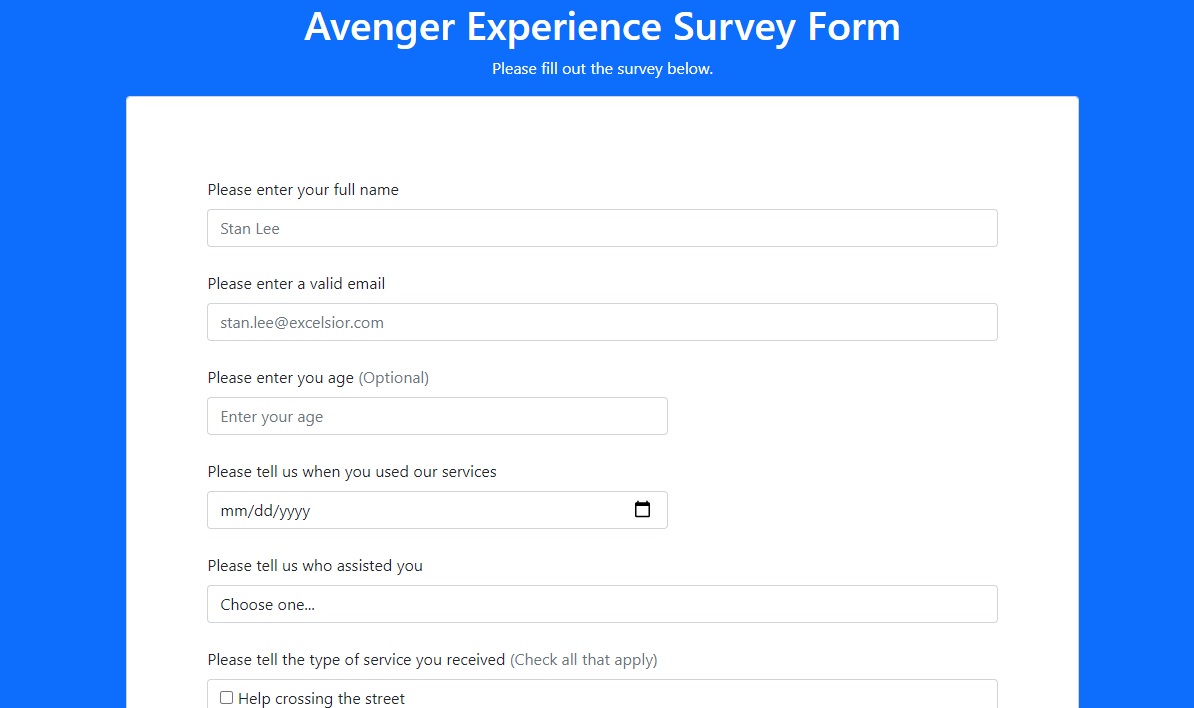 Avenger Experience Survey Form
Please fill out the survey below.
Please enter your full name
Stan Lee
Please enter a valid email
stan.lee@excelsior.com
Please enter you age (Optional)
Enter your age
Please tell us when you used our services
mm/dd/yyyy
Please tell us who assisted you
Choose one...
Please tell the type of service you received (Check all that apply)
Help crossing the street